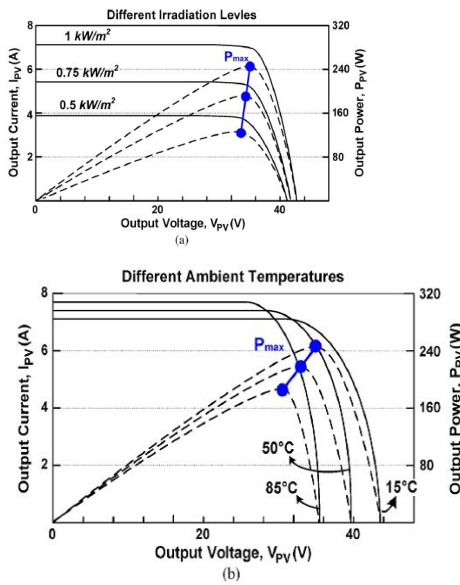 Different Irradiation Levles
8
320
1 kW/m²
Pmax
6
240
0.75 kW/m²
4
160
0.5 kW/m²
2
80
0
20
40
Output Current, IPV(A)
Output Power, PPV(W)
Output Voltage, VPV(V)
(a)
Different Ambient Temperatures
8
320
Pmax
6
240
4
160
50°C
2
80
85°C
15°C
0
20
30
40
Output Current, IPV(A)
Output Power, PPV(W)
Output Voltage, VPV(V)
(b)